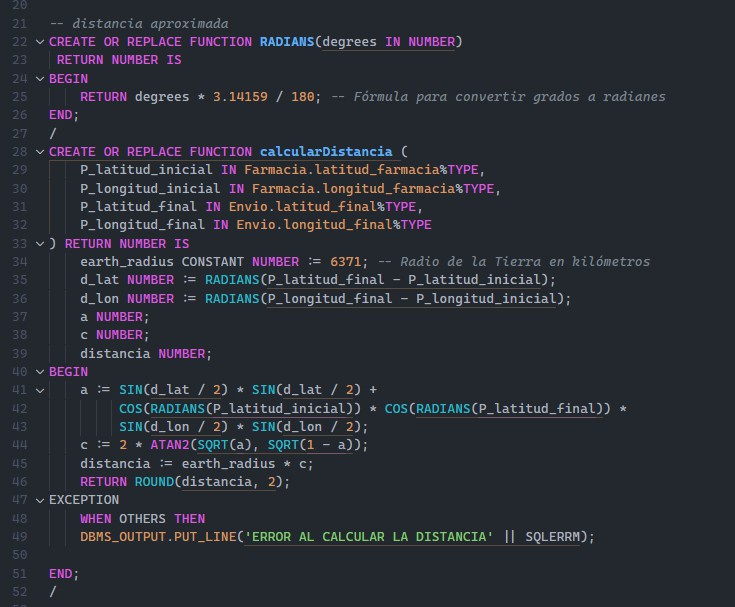 20
21 -- distancia aproximada
22 CREATE OR REPLACE FUNCTION RADIANS(degrees IN NUMBER)
23 RETURN NUMBER IS
24 BEGIN
25 RETURN degrees * 3.14159 / 180; -- Fórmula para convertir grados a radianes
26 END;
27 /
28 CREATE OR REPLACE FUNCTION calcularDistancia (
29 P_latitud_inicial IN Farmacia.latitud_farmacia%TYPE,
30 P_longitud_inicial IN Farmacia.longitud_farmacia%TYPE,
31 P_latitud_final IN Envio.latitud_final%TYPE,
32 P_longitud_final IN Envio.longitud_final%TYPE
33 ) RETURN NUMBER IS
34 earth_radius CONSTANT NUMBER := 6371; -- Radio de la Tierra en kilómetros
35 d_lat NUMBER := RADIANS(P_latitud_final - P_latitud_inicial);
36 d_lon NUMBER := RADIANS(P_longitud_final - P_longitud_inicial);
37 a NUMBER;
38 c NUMBER;
39 distancia NUMBER;
40 BEGIN
41 a := SIN(d_lat / 2) * SIN(d_lat / 2) +
42 COS(RADIANS(P_latitud_inicial)) * COS(RADIANS(P_latitud_final)) *
43 SIN(d_lon / 2) * SIN(d_lon / 2);
44 c := 2 * ATAN2(SQRT(a), SQRT(1 - a));
45 distancia := earth_radius * c;
46 RETURN ROUND(distancia, 2);
47 EXCEPTION
48 WHEN OTHERS THEN
49 DBMS_OUTPUT.PUT_LINE('ERROR AL CALCULAR LA DISTANCIA' || SQLERRM);
50
51 END;
52 /